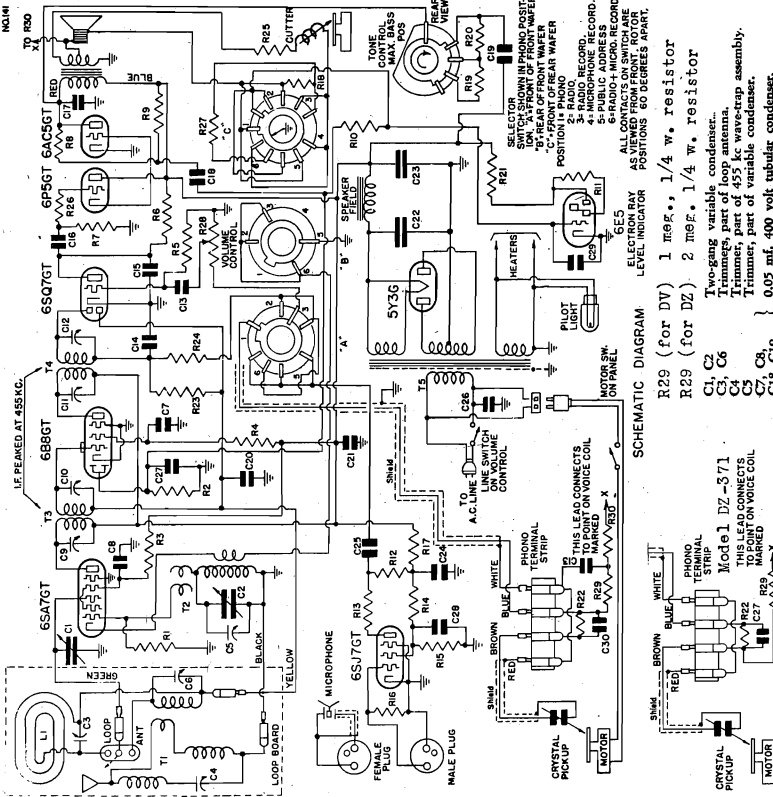 NO.141
TO R30
X
6SA7GT
6B8GT
6SQ7GT
6P5GT
6AC5GT
I.F. PEAKED AT 455 KC.
T3
T4
C9
C10
C11
C12
C1
C8
R3
R1
T2
C2
C5
C27
R2
C7
R4
C20
C21
R23
R24
C14
C15
C13
R5
R28
VOLUME
CONTROL
R6
R7
C16
R26
R8
C17
R9
RED
BLUE
C18
R27
"C"
R18
R25
CUTTER
L1
C3
GREEN
LOOP
ANT
C6
T1
C4
LOOP BOARD
BLACK
YELLOW
"A"
"B"
1
2
3
4
5
6
TONE
CONTROL
MAX. BASS
POS
REAR
VIEW
R19
R20
C19
R10
SPEAKER
FIELD
C22
C23
R21
5Y3G
HEATERS
PILOT
LIGHT
R11
C29
6E5
ELECTRON RAY
LEVEL INDICATOR
SELECTOR
SWITCH SHOWN IN PHONO POSIT-
ION. "A"=FRONT OF FRONT WAFER
"B"=REAR OF FRONT WAFER
"C"=FRONT OF REAR WAFER
POSITION 1= PHONO
2= RADIO
3= RADIO RECORD.
4= MICROPHONE RECORD.
5= PUBLIC ADDRESS
6= RADIO + MICRO. RECORD
ALL CONTACTS ON SWITCH ARE
AS VIEWED FROM FRONT. ROTOR
POSITIONS 60 DEGREES APART.
MICROPHONE
FEMALE
PLUG
MALE PLUG
6SJ7GT
R16
R13
R12
C25
R17
C24
R14
C28
R15
Shield
T5
C26
TO
A.C.LINE
LINE SWITCH
ON VOLUME
CONTROL
MOTOR SW.
ON PANEL
Shield
RED
BROWN
BLUE
WHITE
PHONO
TERMINAL
STRIP
THIS LEAD CONNECTS
TO POINT ON VOICE COIL
MARKED
X
C13
R22
R29
R30
C30
CRYSTAL
PICKUP
MOTOR
SCHEMATIC DIAGRAM
R29 (for DV) 1 meg., 1/4 w. resistor
R29 (for DZ) 2 meg. 1/4 w. resistor
C1, C2 Two-gang variable condenser.
C3, C6 Trimmers, part of loop antenna.
C4 Trimmer, part of 455 kc wave-trap assembly.
C5 Trimmer, part of variable condenser.
C7, C8,
C18, C19 } 0.05 mf. 400 volt tubular condenser.
Shield
RED
BROWN
BLUE
WHITE
PHONO
TERMINAL
STRIP
Model DZ-371
THIS LEAD CONNECTS
TO POINT ON VOICE COIL
MARKED
R22
C27
R29
X
CRYSTAL
PICKUP
MOTOR